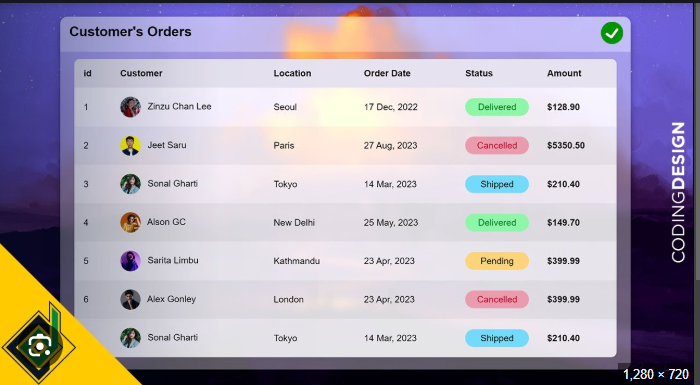 Customer's Orders
id Customer Location Order Date Status Amount
1 Zinzu Chan Lee Seoul 17 Dec, 2022 Delivered $128.90
2 Jeet Saru Paris 27 Aug, 2023 Cancelled $5350.50
3 Sonal Gharti Tokyo 14 Mar, 2023 Shipped $210.40
4 Alson GC New Delhi 25 May, 2023 Delivered $149.70
5 Sarita Limbu Kathmandu 23 Apr, 2023 Pending $399.99
6 Alex Gonley London 23 Apr, 2023 Cancelled $399.99
Sonal Gharti Tokyo 14 Mar, 2023 Shipped $210.40
CODINGDESIGN
1,280 × 720